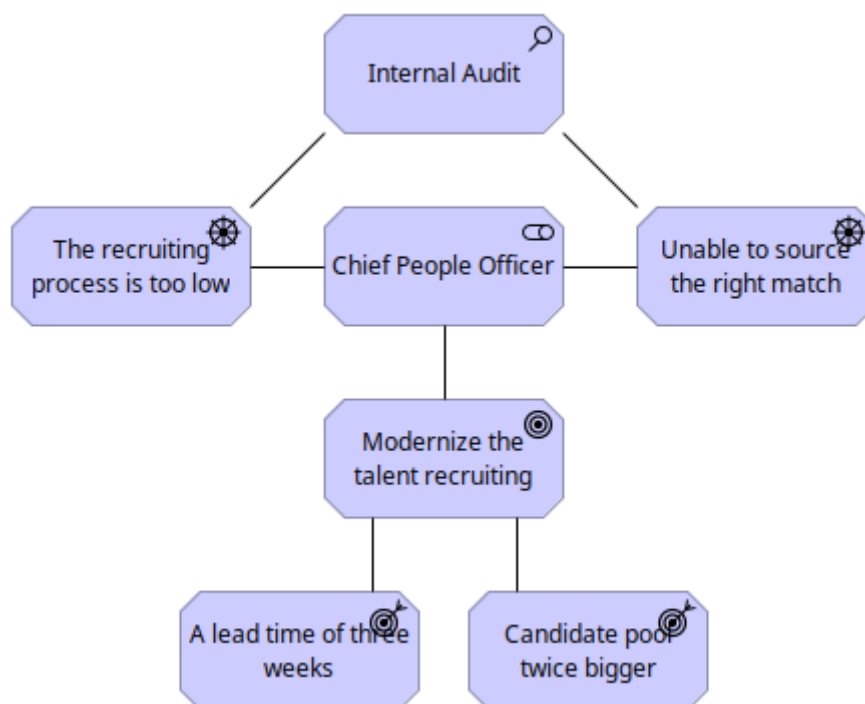 Internal Audit
The recruiting
process is too low
Chief People Officer
Unable to source
the right match
Modernize the
talent recruiting
A lead time of three
weeks
Candidate pool
twice bigger